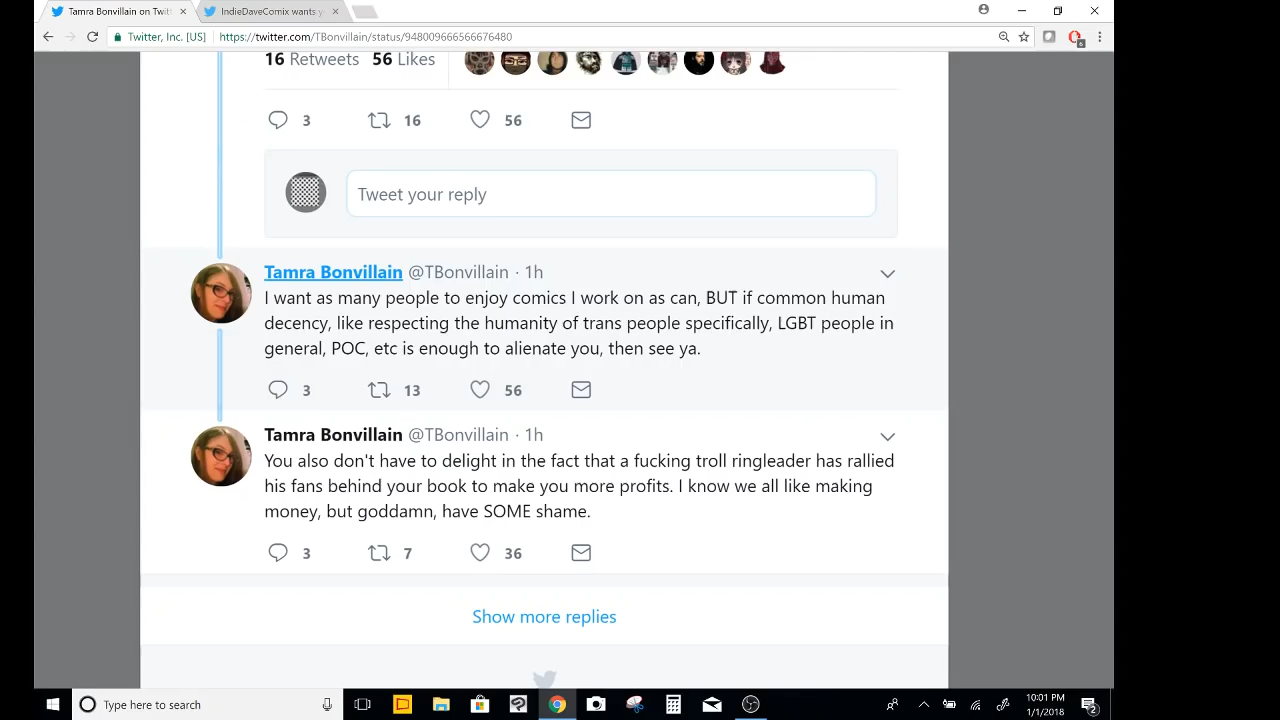 Tamra Bonvillain on Twit
IndieDaveComix wants y
Twitter, Inc. [US]
https://twitter.com/TBonvillain/status/948009666566676480
16 Retweets 56 Likes
3 16 56
Tweet your reply
Tamra Bonvillain @TBonvillain · 1h
I want as many people to enjoy comics I work on as can, BUT if common human
decency, like respecting the humanity of trans people specifically, LGBT people in
general, POC, etc is enough to alienate you, then see ya.
3 13 56
Tamra Bonvillain @TBonvillain · 1h
You also don't have to delight in the fact that a fucking troll ringleader has rallied
his fans behind your book to make you more profits. I know we all like making
money, but goddamn, have SOME shame.
3 7 36
Show more replies
Type here to search
10:01 PM
1/1/2018
2